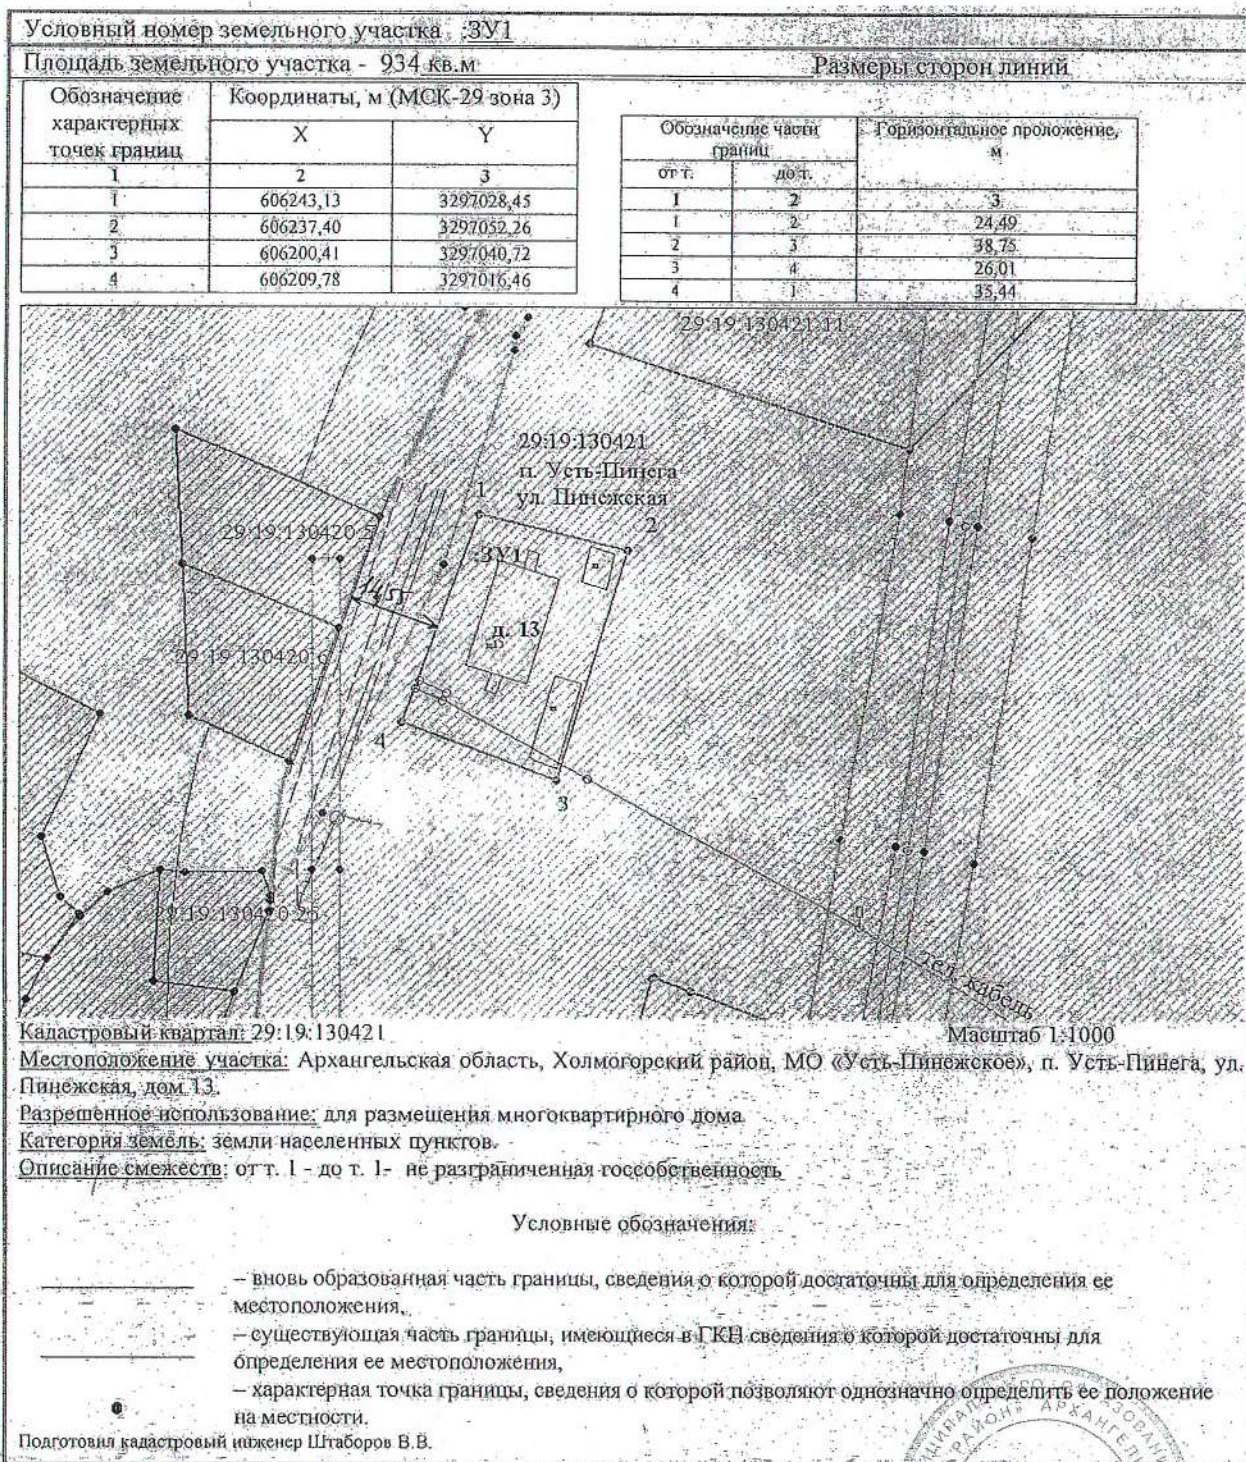 Условный номер земельного участка :ЗУ1
Площадь земельного участка - 934 кв.м
Размеры сторон линий
Обозначение характерных точек границ
Координаты, м (МСК-29 зона 3)
X Y
1 2 3
1 606243,13 3297028,45
2 606237,40 3297052,26
3 606200,41 3297040,72
4 606209,78 3297016,46
Обозначение части границ
Горизонтальное проложение, м
от т. до т.
1 2 3
1 2 24,49
2 3 38,75
3 4 26,01
4 1 35,44
29:19:130421:11
29:19:130421
п. Усть-Пинега
ул. Пинежская
1
2
29:19:130420:5
:ЗУ1
14,55
д. 13
29:19:130420:6
4
3
29:19:130420:25
тел. кабель
Кадастровый квартал: 29:19:130421
Масштаб 1:1000
Местоположение участка: Архангельская область, Холмогорский район, МО «Усть-Пинежское», п. Усть-Пинега, ул.
Пинежская, дом 13.
Разрешенное использование: для размещения многоквартирного дома
Категория земель: земли населенных пунктов.
Описание смежеств: от т. 1 - до т. 1- не разграниченная госсобственность
Условные обозначения:
– вновь образованная часть границы, сведения о которой достаточны для определения ее
местоположения,
– существующая часть границы, имеющиеся в ГКН сведения о которой достаточны для
определения ее местоположения,
– характерная точка границы, сведения о которой позволяют однозначно определить ее положение
на местности.
Подготовил кадастровый инженер Штаборов В.В.